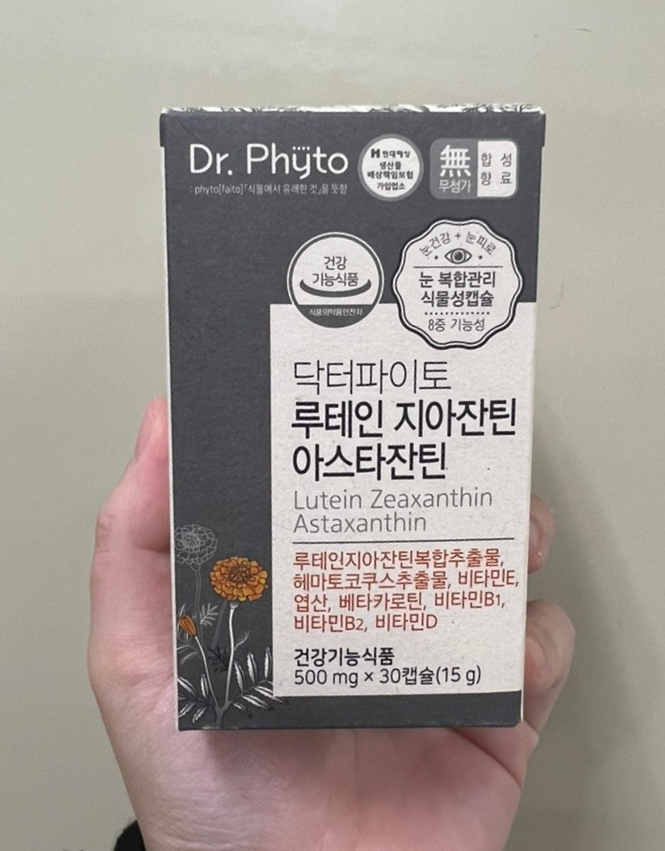 Dr. Phyto
: phyto[faito]「식물에서 유래한 것」을 뜻함
H 현대해상
생산물
배상책임보험
가입업소
無
무첨가
합 성
향 료
건강
기능식품
식품의약품안전처
눈건강 + 눈피로
눈 복합관리
식물성캡슐
8중 기능성
닥터파이토
루테인 지아잔틴
아스타잔틴
Lutein Zeaxanthin
Astaxanthin
루테인지아잔틴복합추출물,
헤마토코쿠스추출물, 비타민E,
엽산, 베타카로틴, 비타민B1,
비타민B2, 비타민D
건강기능식품
500 mg × 30캡슐(15 g)